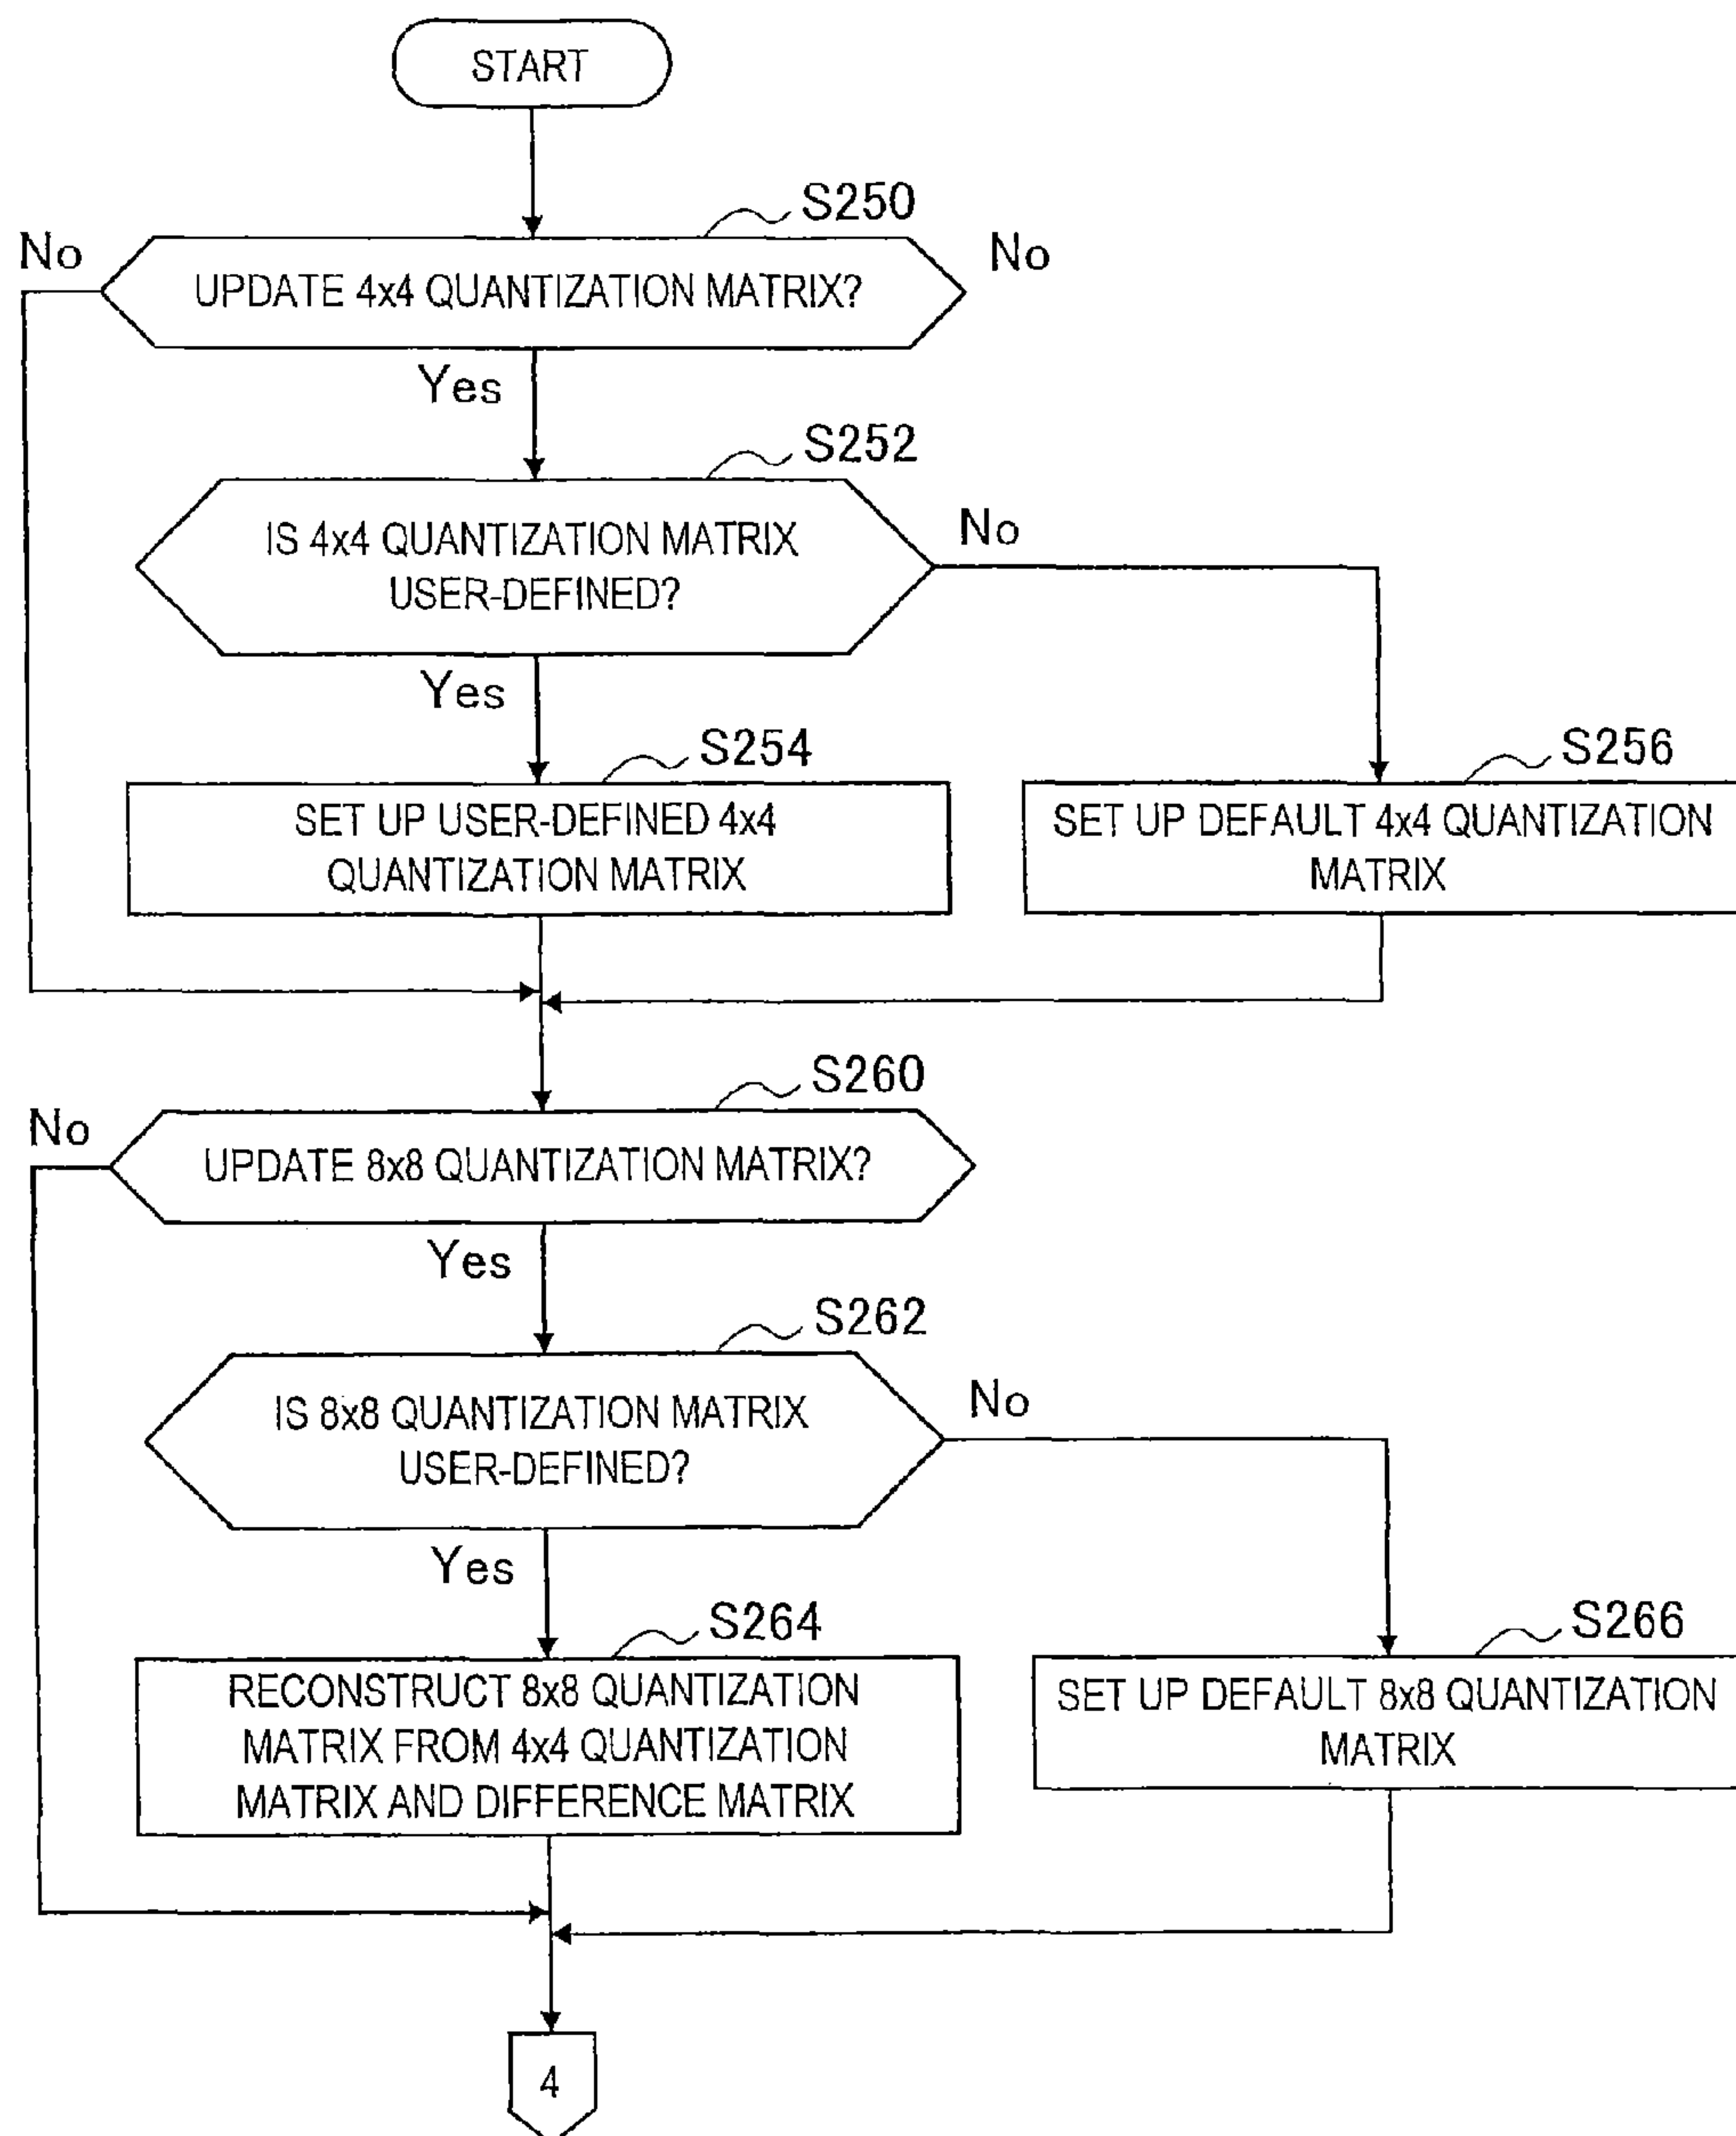 START
S250
No
No
UPDATE 4x4 QUANTIZATION MATRIX?
Yes
S252
IS 4x4 QUANTIZATION MATRIX
USER-DEFINED?
No
Yes
S254
S256
SET UP USER-DEFINED 4x4
QUANTIZATION MATRIX
SET UP DEFAULT 4x4 QUANTIZATION
MATRIX
S260
No
UPDATE 8x8 QUANTIZATION MATRIX?
Yes
S262
IS 8x8 QUANTIZATION MATRIX
USER-DEFINED?
No
Yes
S264
S266
RECONSTRUCT 8x8 QUANTIZATION
MATRIX FROM 4x4 QUANTIZATION
MATRIX AND DIFFERENCE MATRIX
SET UP DEFAULT 8x8 QUANTIZATION
MATRIX
4